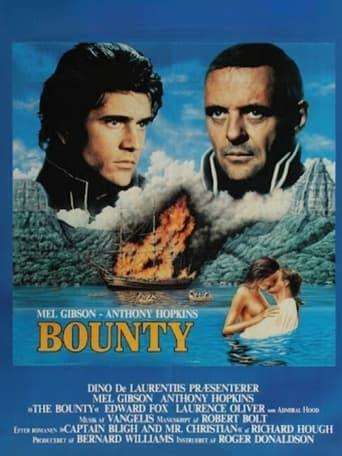 MEL GIBSON - ANTHONY HOPKINS
BOUNTY
DINO De LAURENTIIS PRÆSENTERER
MEL GIBSON ANTHONY HOPKINS
»THE BOUNTY« EDWARD FOX LAURENCE OLIVIER SOM ADMIRAL HOOD
MUSIK AF VANGELIS MANUSKRIPT AF ROBERT BOLT
EFTER ROMANEN »CAPTAIN BLIGH AND MR. CHRISTIAN« AF RICHARD HOUGH
PRODUCERET AF BERNARD WILLIAMS INSTRUERET AF ROGER DONALDSON